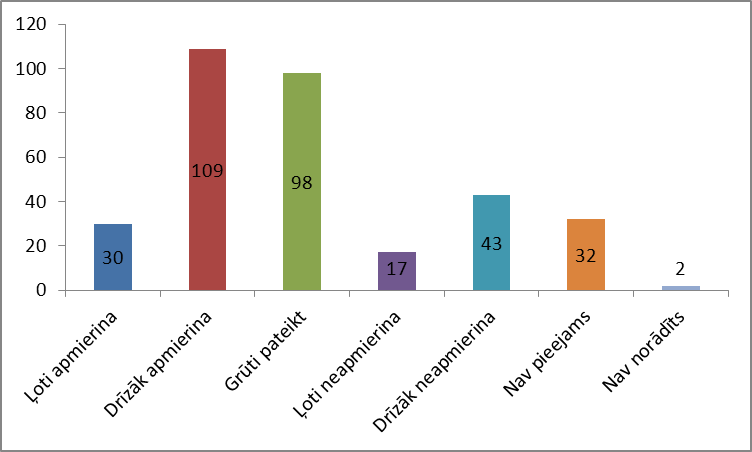 120
100
80
60
40
20
0
30
109
98
17
43
32
2
Ļoti apmierina
Drīzāk apmierina
Grūti pateikt
Ļoti neapmierina
Drīzāk neapmierina
Nav pieejams
Nav norādīts